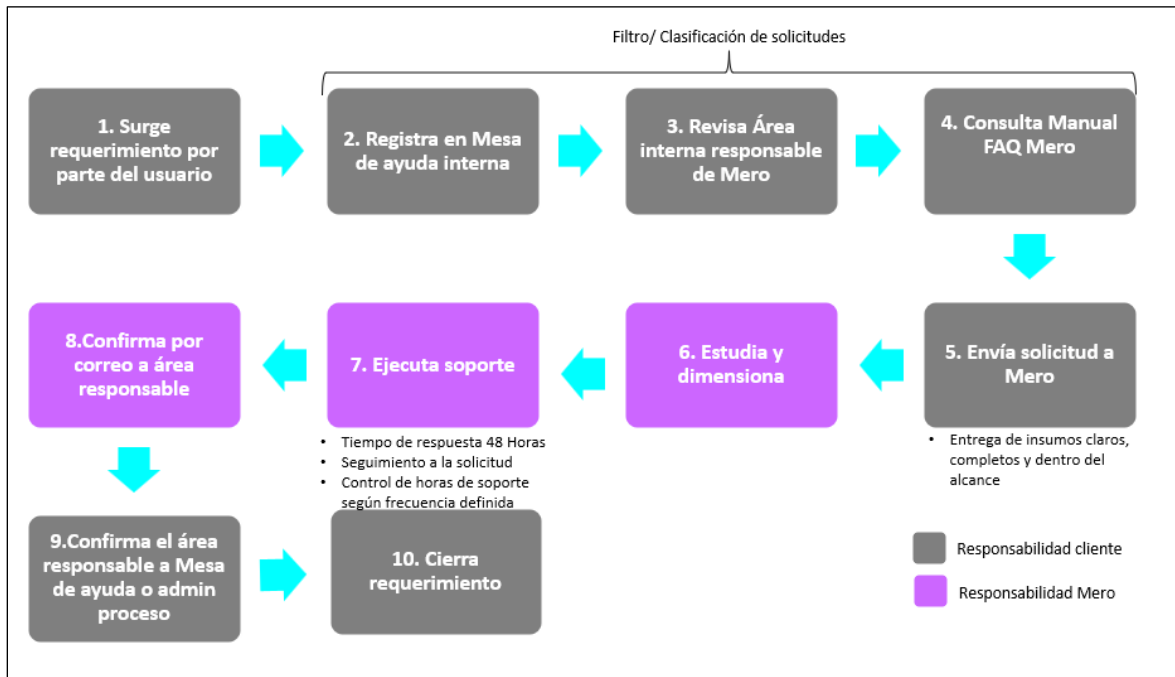 Filtro/ Clasificación de solicitudes
1. Surge
requerimiento por
parte del usuario
2. Registra en Mesa
de ayuda interna
3. Revisa Área
interna responsable
de Mero
4. Consulta Manual
FAQ Mero
8.Confirma por
correo a área
responsable
7. Ejecuta soporte
6. Estudia y
dimensiona
5. Envía solicitud a
Mero
• Tiempo de respuesta 48 Horas
• Seguimiento a la solicitud
• Control de horas de soporte
según frecuencia definida
• Entrega de insumos claros,
completos y dentro del
alcance
9.Confirma el área
responsable a Mesa
de ayuda o admin
proceso
10. Cierra
requerimiento
Responsabilidad cliente
Responsabilidad Mero